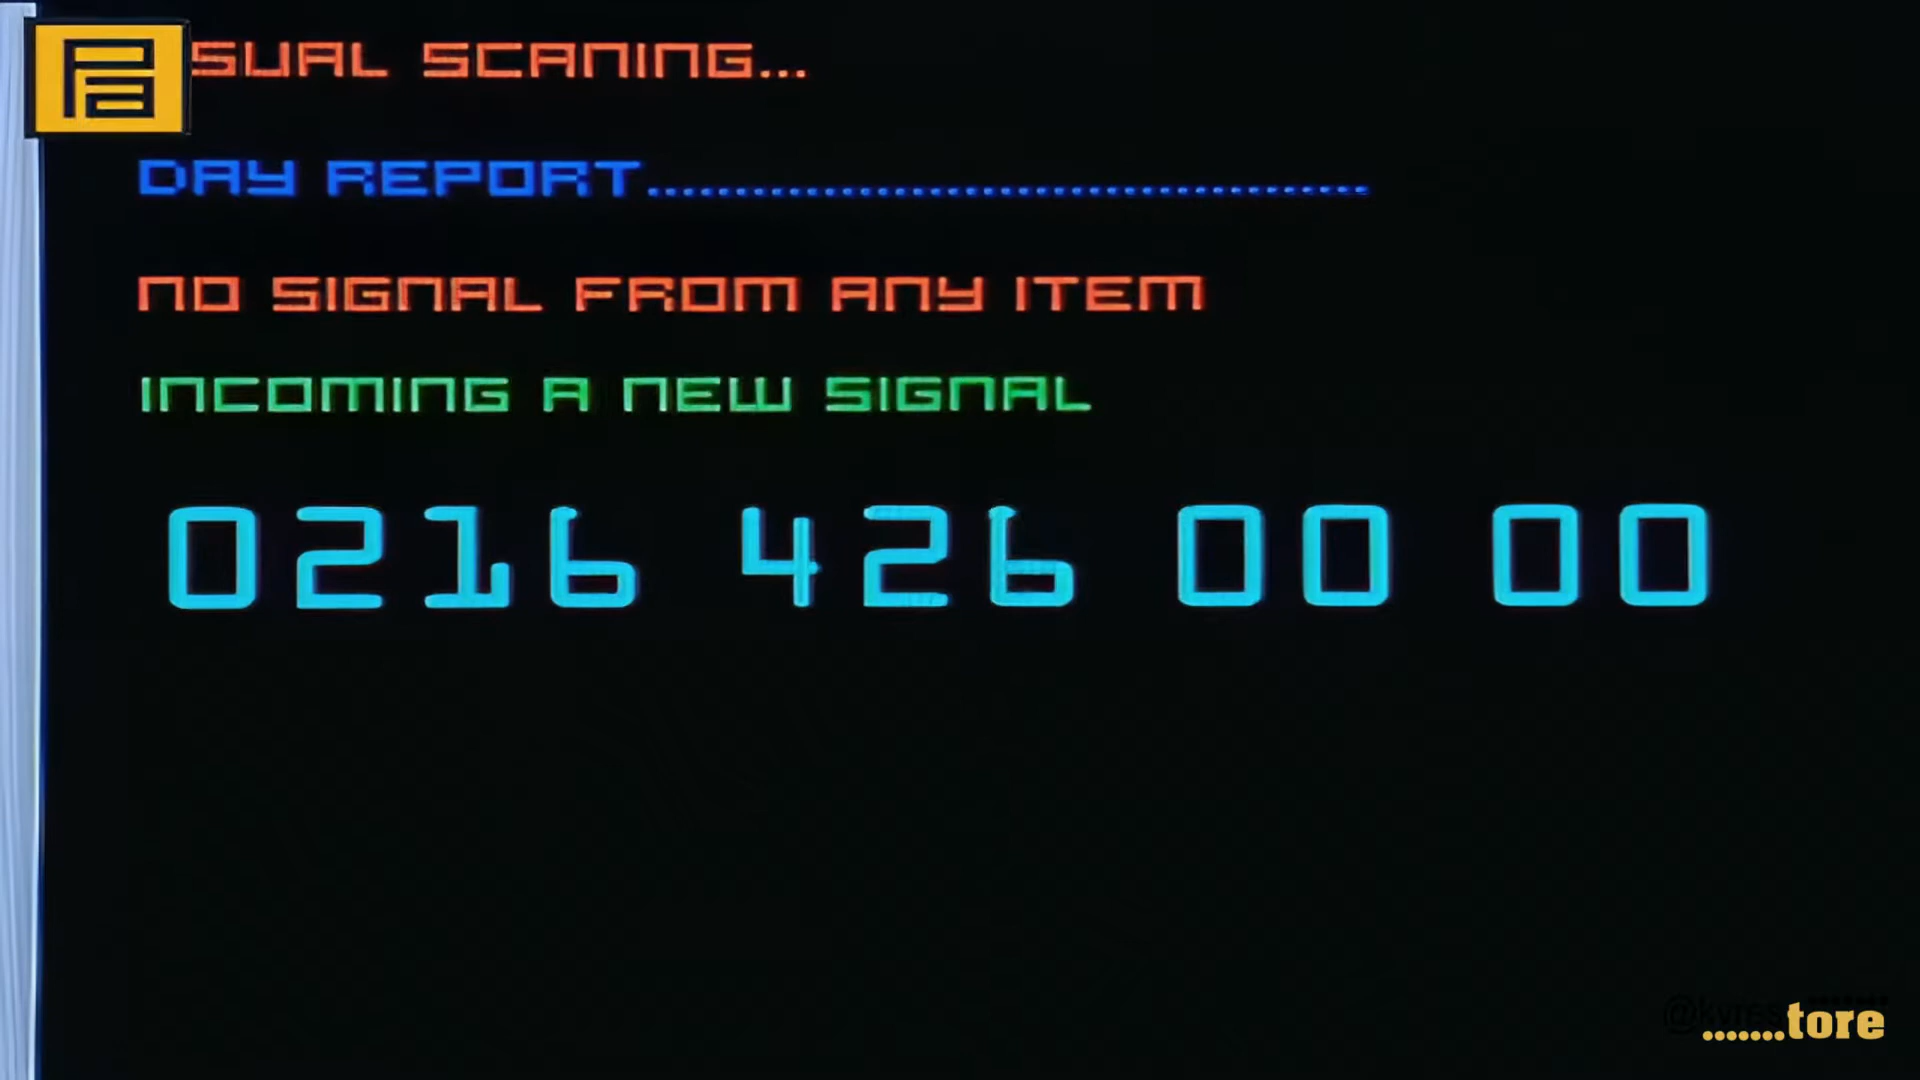 SUAL SCANING...
DAY REPORT.........................................
NO SIGNAL FROM ANY ITEM
INCOMING A NEW SIGNAL
0216 426 00 00
.......tore